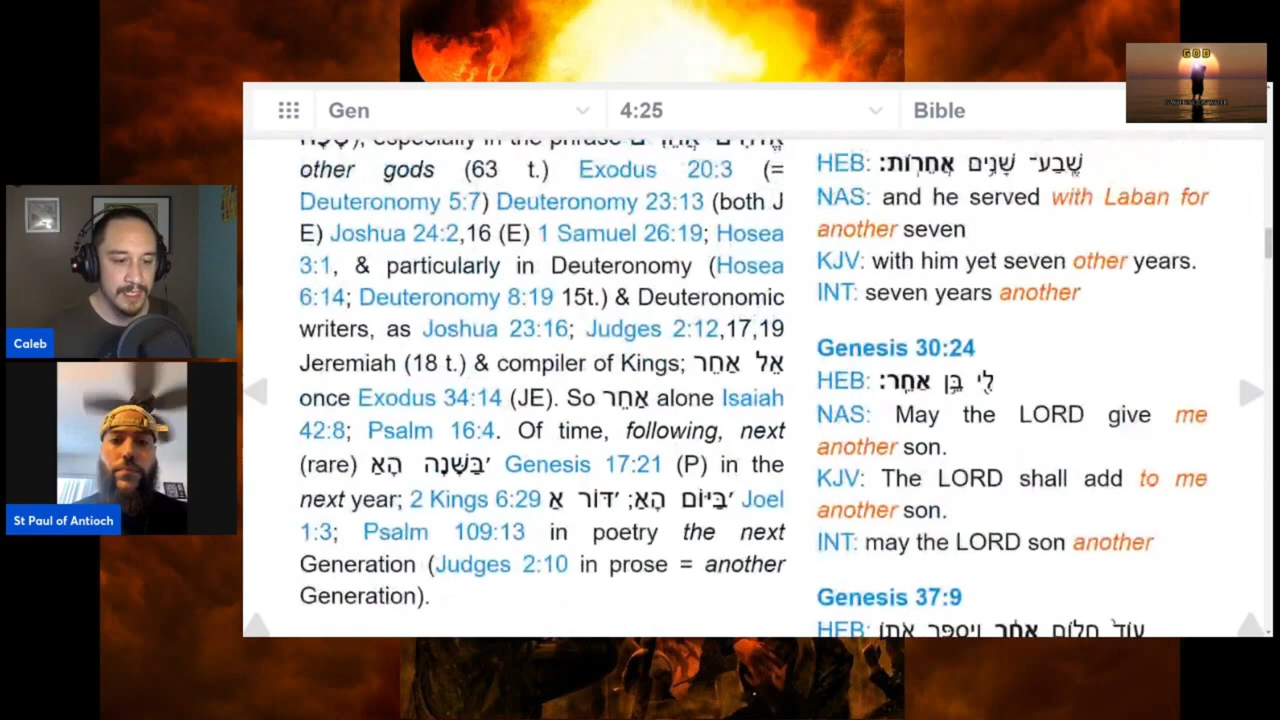 Gen
4:25
Bible
GOD
especially in the phrase
other gods (63 t.) Exodus 20:3 (=
Deuteronomy 5:7) Deuteronomy 23:13 (both J
E) Joshua 24:2,16 (E) 1 Samuel 26:19; Hosea
3:1, & particularly in Deuteronomy (Hosea
6:14; Deuteronomy 8:19 15t.) & Deuteronomic
writers, as Joshua 23:16; Judges 2:12,17,19
Jeremiah (18 t.) & compiler of Kings; אֵל אַחֵר
once Exodus 34:14 (JE). So אַחֵר alone Isaiah
42:8; Psalm 16:4. Of time, following, next
(rare) בַּשָּׁנָה הָאַ׳ Genesis 17:21 (P) in the
next year; 2 Kings 6:29 בַּיּוֺם הָאַ׳; דּוֺר א׳ Joel
1:3; Psalm 109:13 in poetry the next
Generation (Judges 2:10 in prose = another
Generation).
HEB: שֶֽׁבַע־ שָׁנִ֥ים אֲחֵרֽוֹת׃
NAS: and he served with Laban for
another seven
KJV: with him yet seven other years.
INT: seven years another
Genesis 30:24
HEB: לִ֖י בֵּ֥ן אַחֵֽר׃
NAS: May the LORD give me
another son.
KJV: The LORD shall add to me
another son.
INT: may the LORD son another
Genesis 37:9
HEB: עוֹד֙ חֲל֣וֹם אַחֵ֔ר וַיְסַפֵּ֥ר אֹת֖וֹ
Caleb
St Paul of Antioch